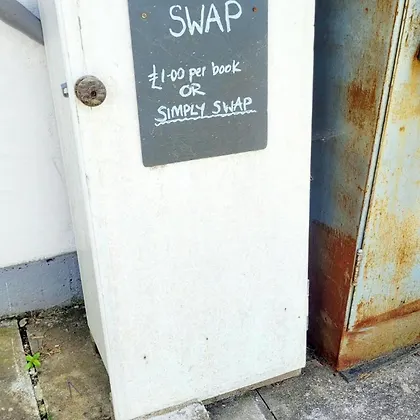 SWAP
£1.00 per book
OR
SIMPLY SWAP